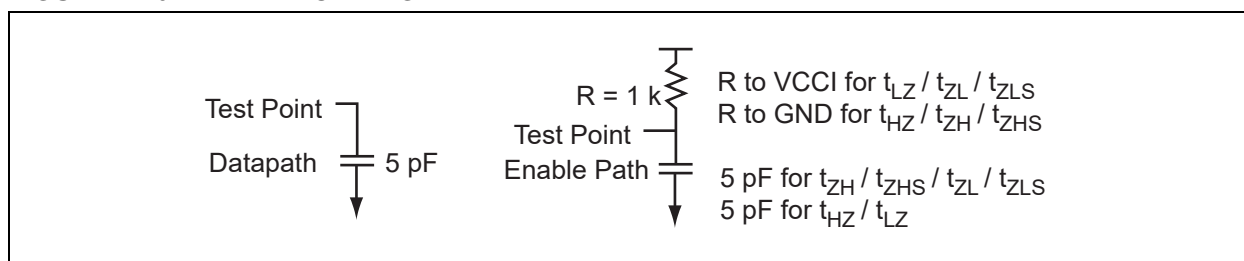 Test Point
Datapath
5 pF
R = 1 k
Test Point
Enable Path
R to VCCI for tLZ / tZL / tZLS
R to GND for tHZ / tZH / tZHS
5 pF for tZH / tZHS / tZL / tZLS
5 pF for tHZ / tLZ